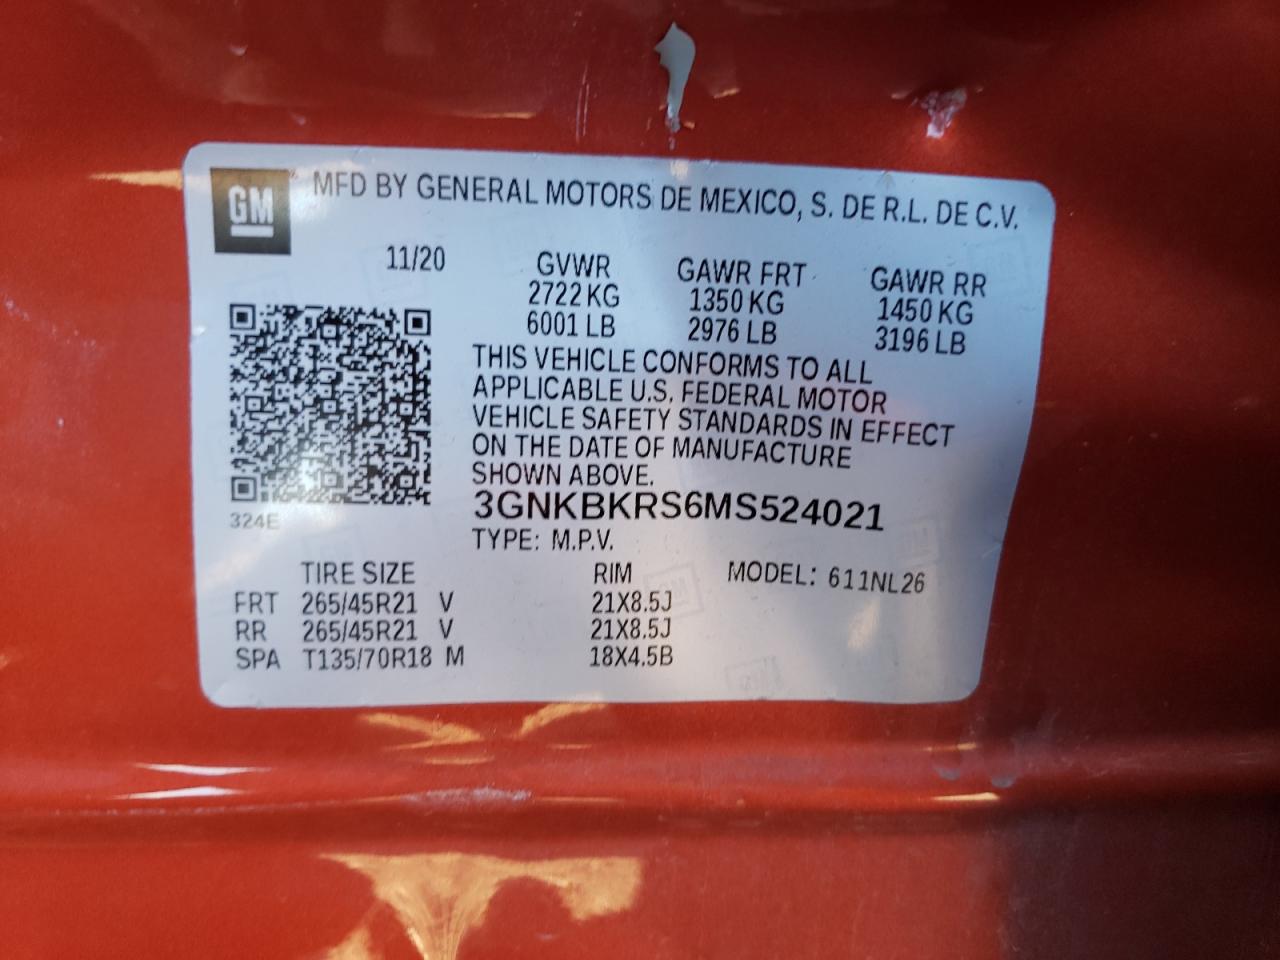 GM
MFD BY GENERAL MOTORS DE MEXICO, S. DE R.L. DE C.V.
11/20 GVWR GAWR FRT GAWR RR
2722 KG 1350 KG 1450 KG
6001 LB 2976 LB 3196 LB
THIS VEHICLE CONFORMS TO ALL
APPLICABLE U.S. FEDERAL MOTOR
VEHICLE SAFETY STANDARDS IN EFFECT
ON THE DATE OF MANUFACTURE
SHOWN ABOVE.
324E
3GNKBKRS6MS524021
TYPE: M.P.V.
TIRE SIZE RIM MODEL: 611NL26
FRT 265/45R21 V 21X8.5J
RR 265/45R21 V 21X8.5J
SPA T135/70R18 M 18X4.5B